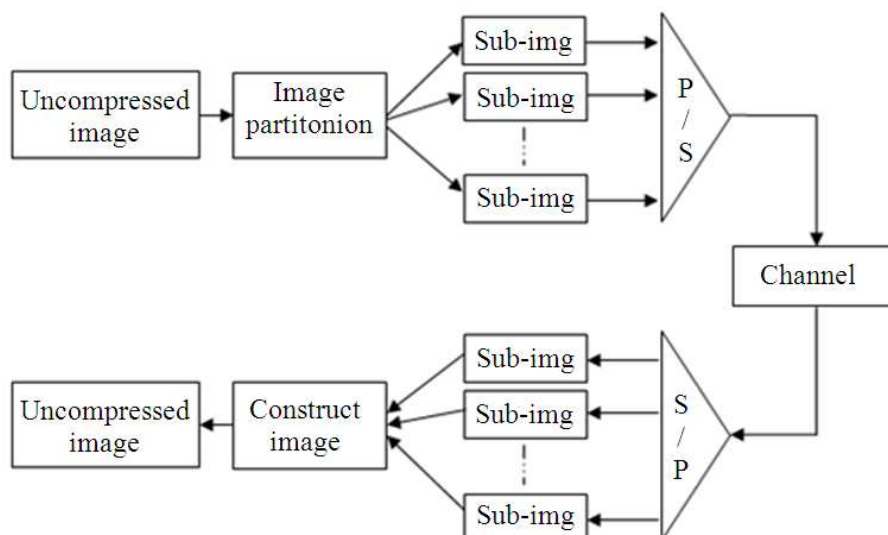 Uncompressed
image
Image
partitonion
Sub-img
Sub-img
Sub-img
P
/
S
Channel
Uncompressed
image
Construct
image
Sub-img
Sub-img
Sub-img
S
/
P